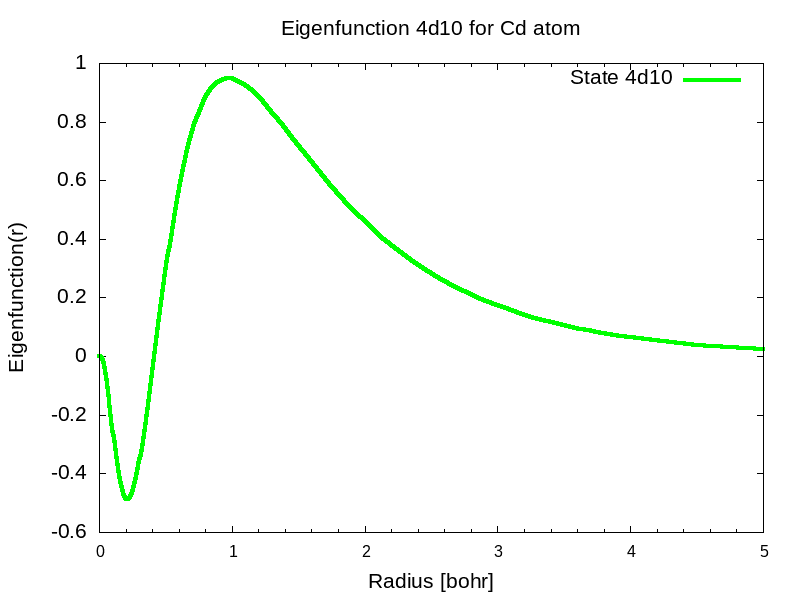 Eigenfunction 4d10 for Cd atom
State 4d10
Eigenfunction(r)
1
0.8
0.6
0.4
0.2
0
-0.2
-0.4
-0.6
0 1 2 3 4 5
Radius [bohr]